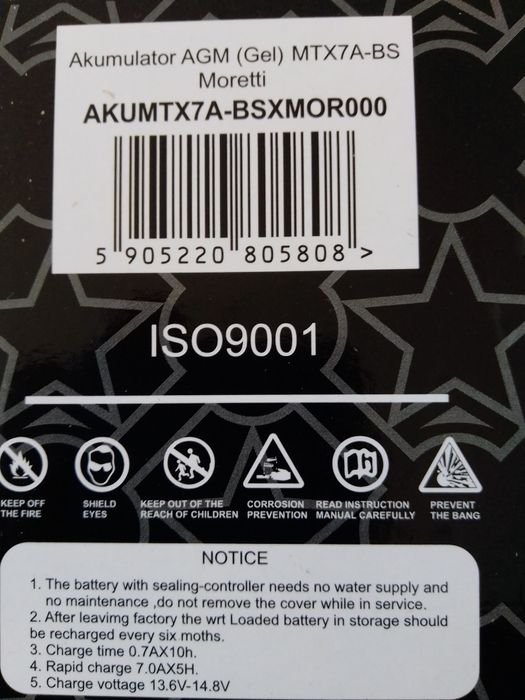 Akumulator AGM (Gel) MTX7A-BS
Moretti
AKUMTX7A-BSXMOR000
5 905220 805808 >
ISO9001
KEEP OFF
THE FIRE
SHIELD
EYES
KEEP OUT OF THE
REACH OF CHILDREN
CORROSION
PREVENTION
READ INSTRUCTION
MANUAL CAREFULLY
PREVENT
THE BANG
NOTICE
1. The battery with sealing-controller needs no water supply and
no maintenance ,do not remove the cover while in service.
2. After leavimg factory the wrt Loaded battery in storage should
be recharged every six moths.
3. Charge time 0.7AX10h.
4. Rapid charge 7.0AX5H.
5. Charge vottage 13.6V-14.8V